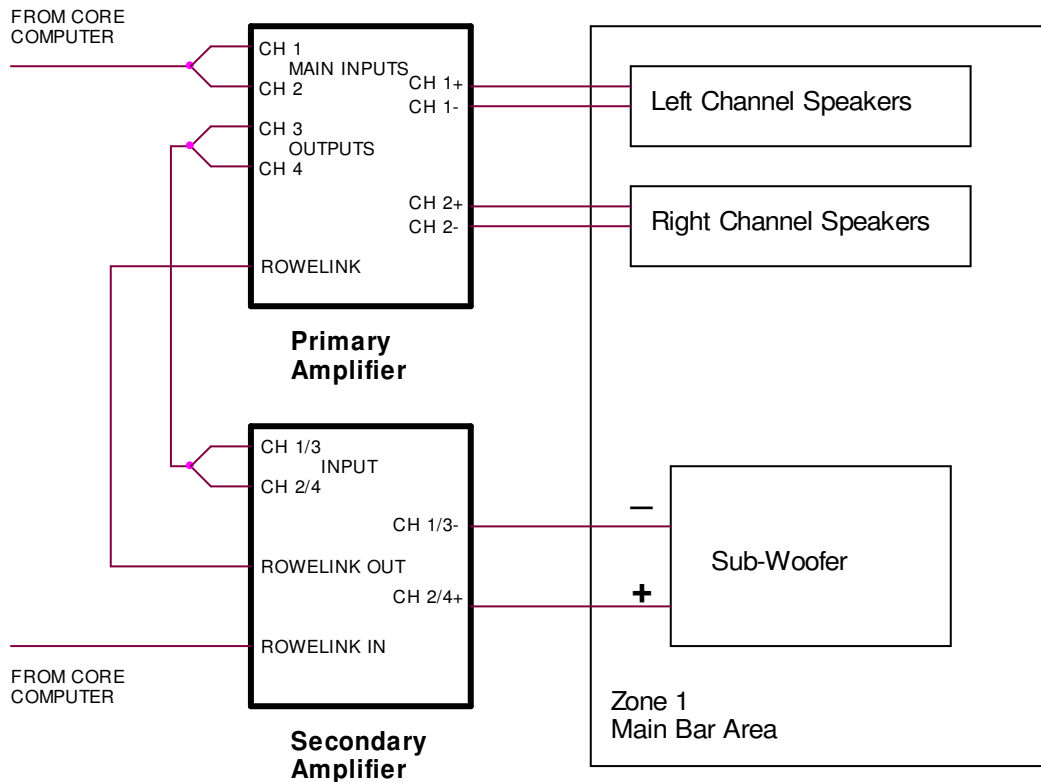 FROM CORE
COMPUTER
CH 1
MAIN INPUTS
CH 2
CH 3
OUTPUTS
CH 4
ROWELINK
CH 1+
CH 1-
CH 2+
CH 2-
Primary
Amplifier
Left Channel Speakers
Right Channel Speakers
CH 1/3
INPUT
CH 2/4
CH 1/3-
ROWELINK OUT
CH 2/4+
ROWELINK IN
FROM CORE
COMPUTER
Secondary
Amplifier
–
Sub-Woofer
+
Zone 1
Main Bar Area